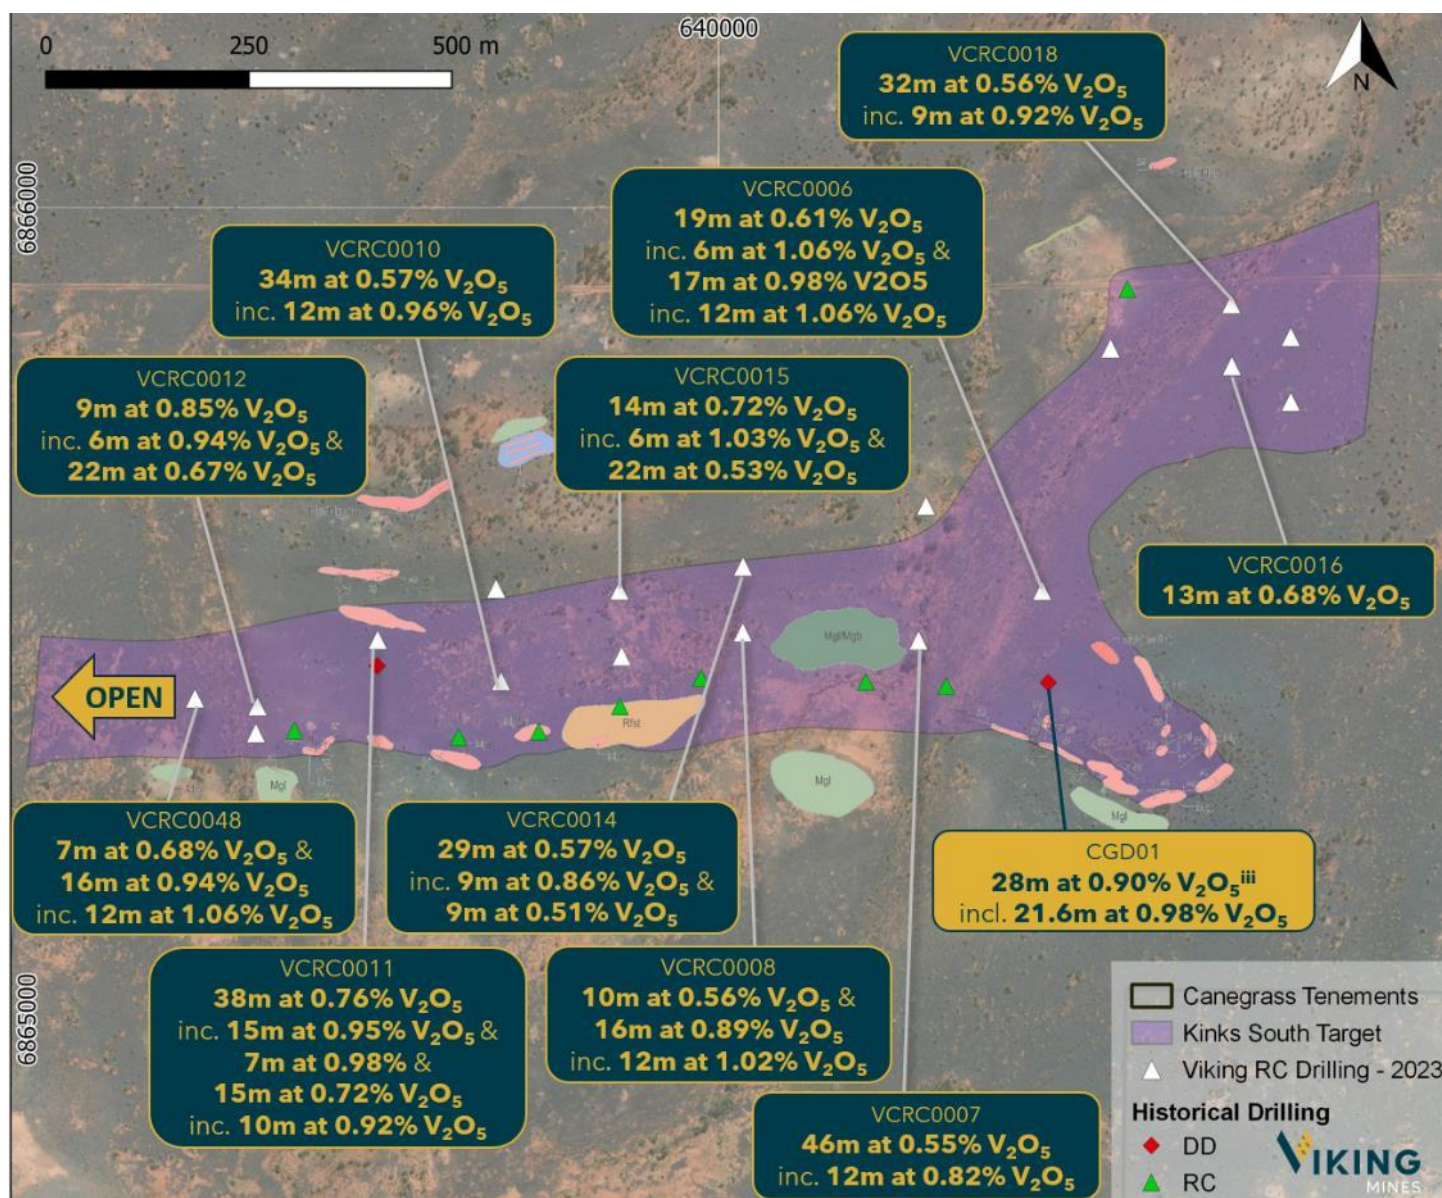 0 250 500 m
640000
N
6866000
6865000
VCRC0018
32m at 0.56% V₂O₅
inc. 9m at 0.92% V₂O₅
VCRC0006
19m at 0.61% V₂O₅
inc. 6m at 1.06% V₂O₅ &
17m at 0.98% V2O5
inc. 12m at 1.06% V₂O₅
VCRC0010
34m at 0.57% V₂O₅
inc. 12m at 0.96% V₂O₅
VCRC0012
9m at 0.85% V₂O₅
inc. 6m at 0.94% V₂O₅ &
22m at 0.67% V₂O₅
VCRC0015
14m at 0.72% V₂O₅
inc. 6m at 1.03% V₂O₅ &
22m at 0.53% V₂O₅
VCRC0016
13m at 0.68% V₂O₅
OPEN
Mgl/Mgb
Rfst
Mgl
Mgl
Mgl
VCRC0048
7m at 0.68% V₂O₅ &
16m at 0.94% V₂O₅
inc. 12m at 1.06% V₂O₅
VCRC0014
29m at 0.57% V₂O₅
inc. 9m at 0.86% V₂O₅ &
9m at 0.51% V₂O₅
CGD01
28m at 0.90% V₂O₅ⁱⁱⁱ
incl. 21.6m at 0.98% V₂O₅
VCRC0011
38m at 0.76% V₂O₅
inc. 15m at 0.95% V₂O₅ &
7m at 0.98% &
15m at 0.72% V₂O₅
inc. 10m at 0.92% V₂O₅
VCRC0008
10m at 0.56% V₂O₅ &
16m at 0.89% V₂O₅
inc. 12m at 1.02% V₂O₅
VCRC0007
46m at 0.55% V₂O₅
inc. 12m at 0.82% V₂O₅
Canegrass Tenements
Kinks South Target
Viking RC Drilling - 2023
Historical Drilling
DD
RC
VIKING
MINES